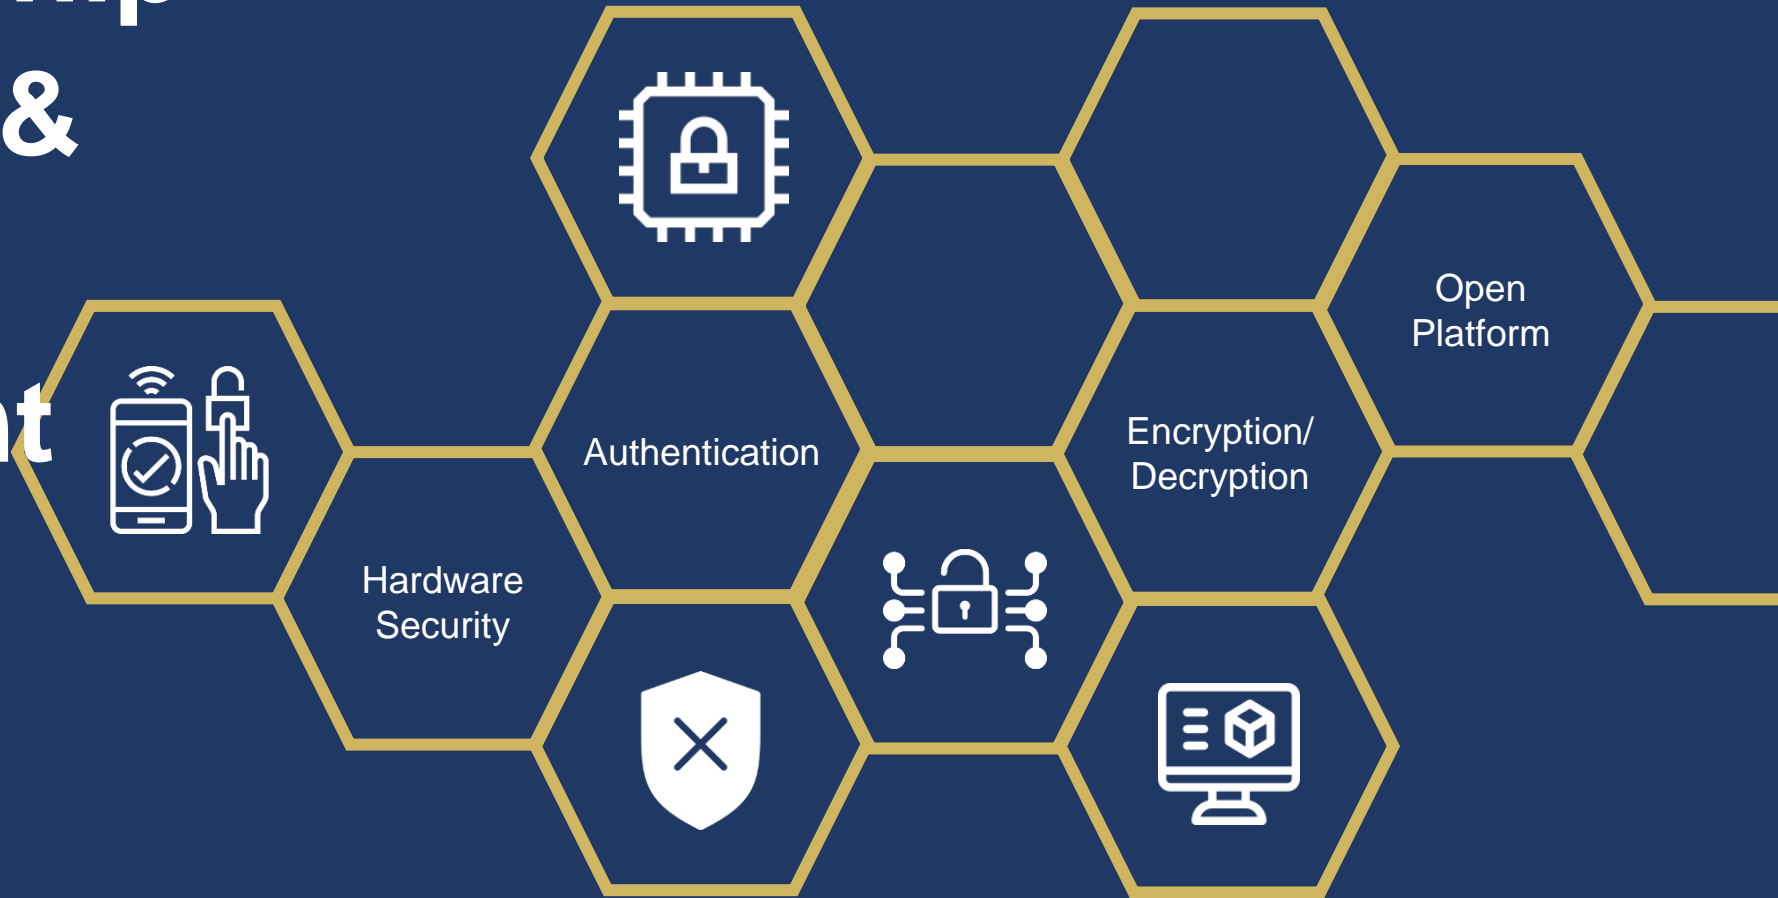 &
Open
Platform
Encryption/
Decryption
Authentication
Hardware
Security